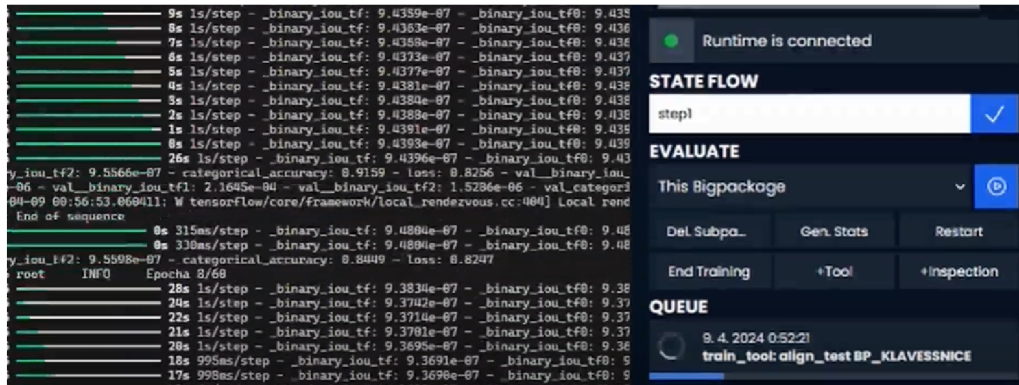 9s 1s/step - _binary_iou_tf: 9.4359e-07 - _binary_iou_tf0: 9.435
8s 1s/step - _binary_iou_tf: 9.4363e-07 - _binary_iou_tf0: 9.436
7s 1s/step - _binary_iou_tf: 9.4368e-07 - _binary_iou_tf0: 9.436
6s 1s/step - _binary_iou_tf: 9.4373e-07 - _binary_iou_tf0: 9.437
5s 1s/step - _binary_iou_tf: 9.4377e-07 - _binary_iou_tf0: 9.437
4s 1s/step - _binary_iou_tf: 9.4381e-07 - _binary_iou_tf0: 9.438
3s 1s/step - _binary_iou_tf: 9.4384e-07 - _binary_iou_tf0: 9.438
2s 1s/step - _binary_iou_tf: 9.4388e-07 - _binary_iou_tf0: 9.438
1s 1s/step - _binary_iou_tf: 9.4391e-07 - _binary_iou_tf0: 9.439
0s 1s/step - _binary_iou_tf: 9.4393e-07 - _binary_iou_tf0: 9.439
26s 1s/step - _binary_iou_tf: 9.4396e-07 - _binary_iou_tf0: 9.43
y_iou_tf2: 9.5566e-07 - categorical_accuracy: 0.9159 - loss: 0.8256 - val__binary_iou_
-06 - val__binary_iou_tf1: 2.1645e-04 - val__binary_iou_tf2: 1.5286e-06 - val_categori
04-09 00:56:53.060411: W tensorflow/core/framework/local_rendezvous.cc:404] Local rend
End of sequence
0s 315ms/step - _binary_iou_tf: 9.4804e-07 - _binary_iou_tf0: 9.48
0s 330ms/step - _binary_iou_tf: 9.4804e-07 - _binary_iou_tf0: 9.48
y_iou_tf2: 9.5598e-07 - categorical_accuracy: 0.8449 - loss: 0.8247
root INFO Epocha 8/60
28s 1s/step - _binary_iou_tf: 9.3834e-07 - _binary_iou_tf0: 9.38
24s 1s/step - _binary_iou_tf: 9.3742e-07 - _binary_iou_tf0: 9.37
22s 1s/step - _binary_iou_tf: 9.3714e-07 - _binary_iou_tf0: 9.37
21s 1s/step - _binary_iou_tf: 9.3701e-07 - _binary_iou_tf0: 9.37
20s 1s/step - _binary_iou_tf: 9.3695e-07 - _binary_iou_tf0: 9.36
18s 995ms/step - _binary_iou_tf: 9.3691e-07 - _binary_iou_tf0: 9
17s 998ms/step - _binary_iou_tf: 9.3690e-07 - _binary_iou_tf0: 9
Runtime is connected
STATE FLOW
step1
EVALUATE
This Bigpackage
Del. Subpa... Gen. Stats Restart
End Training +Tool +Inspection
QUEUE
9. 4. 2024 0:52:21
train_tool: align_test BP_KLAVESSNICE